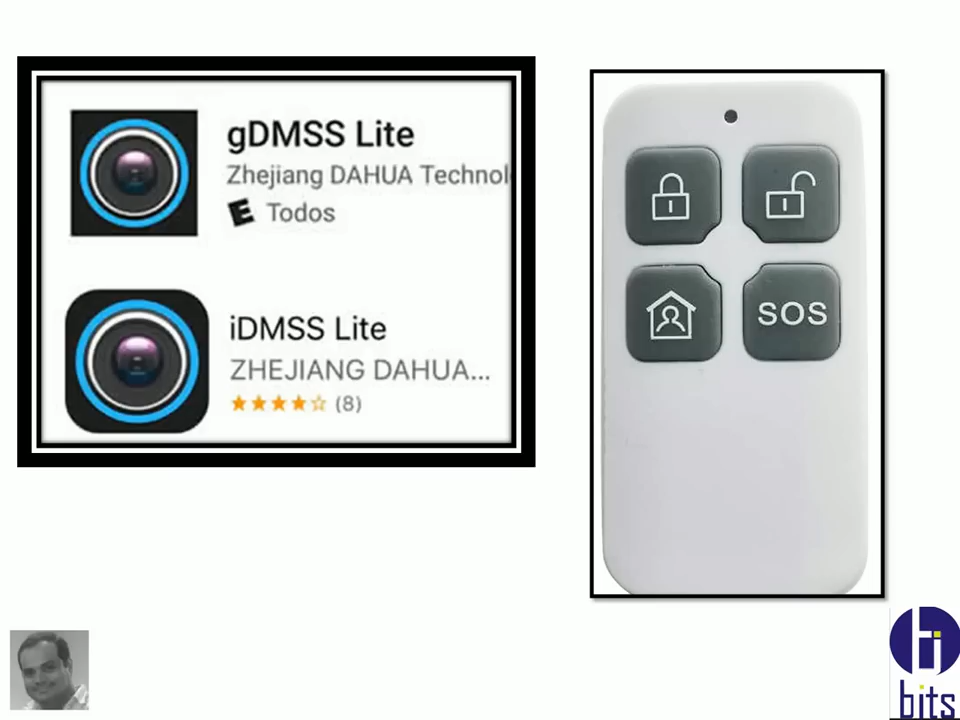 gDMSS Lite
Zhejiang DAHUA Technol
E Todos
iDMSS Lite
ZHEJIANG DAHUA...
(8)
SOS
bits